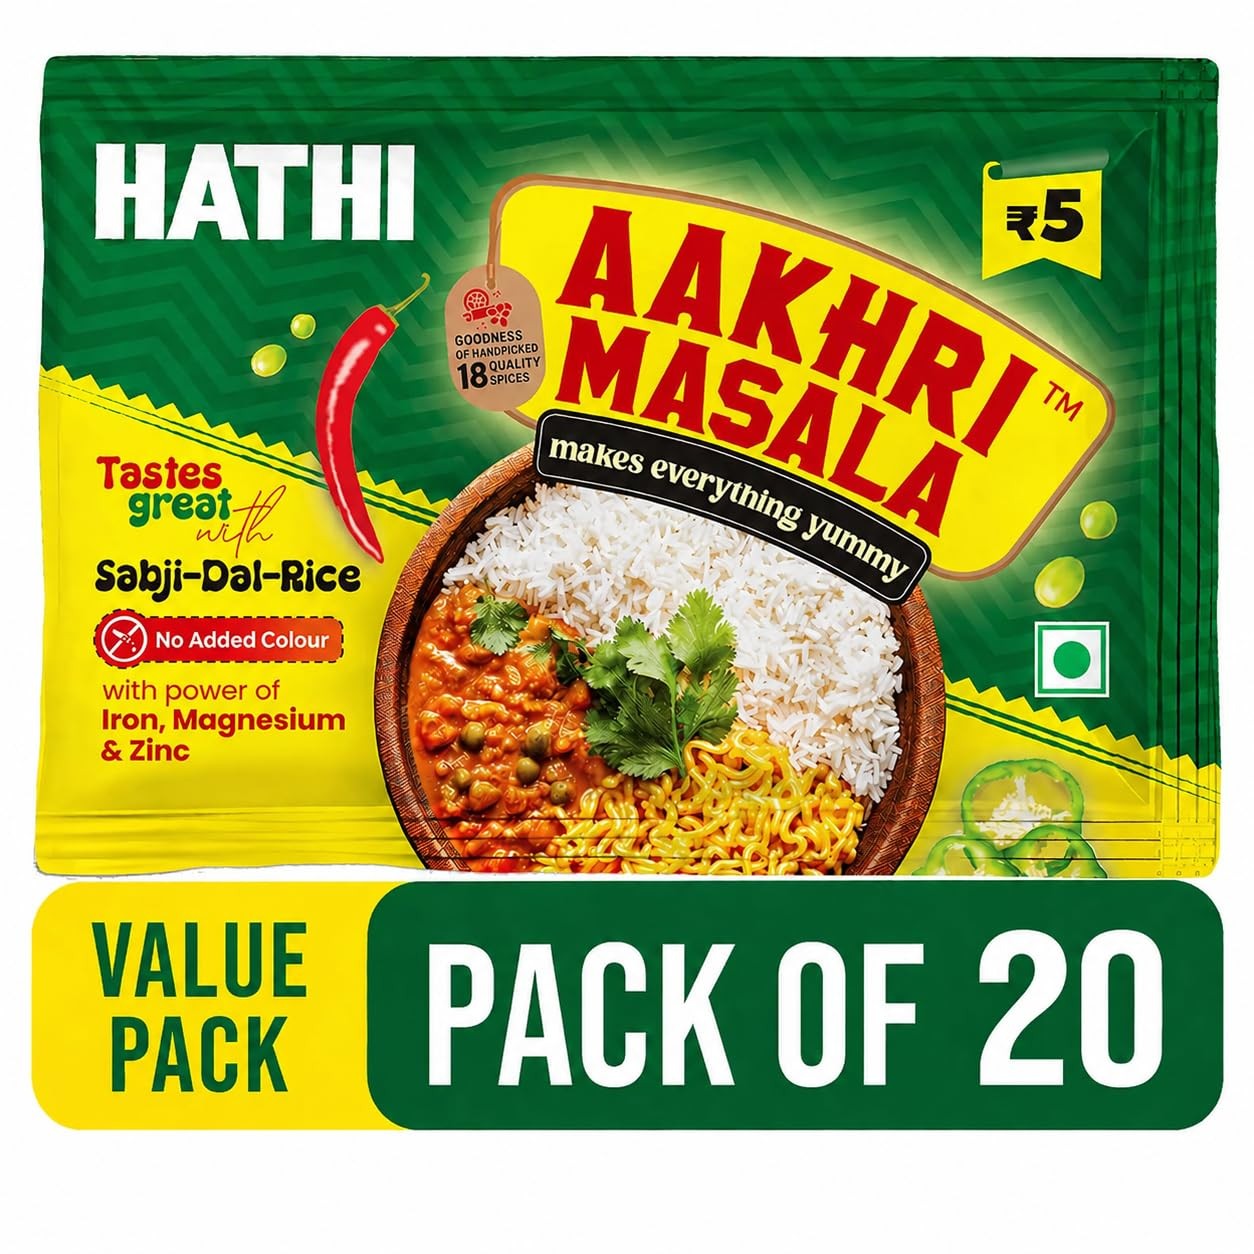 HATHI
₹5
AAKHRI
MASALA
TM
makes everything yummy
GOODNESS
OF HANDPICKED
18 QUALITY
SPICES
Tastes
great
with
Sabji-Dal-Rice
No Added Colour
with power of
Iron, Magnesium
& Zinc
VALUE
PACK
PACK OF 20